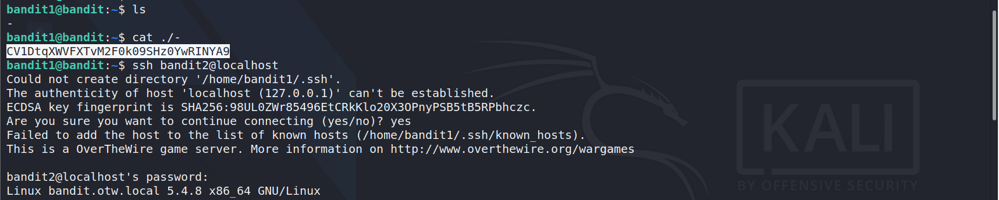 bandit1@bandit:~$ ls
-
bandit1@bandit:~$ cat ./-
CV1DtqXWVFXTvM2F0k09SHz0YwRINYA9
bandit1@bandit:~$ ssh bandit2@localhost
Could not create directory '/home/bandit1/.ssh'.
The authenticity of host 'localhost (127.0.0.1)' can't be established.
ECDSA key fingerprint is SHA256:98UL0ZWr85496EtCRkKlo20X3OPnyPSB5tB5RPbhczc.
Are you sure you want to continue connecting (yes/no)? yes
Failed to add the host to the list of known hosts (/home/bandit1/.ssh/known_hosts).
This is a OverTheWire game server. More information on http://www.overthewire.org/wargames
bandit2@localhost's password:
Linux bandit.otw.local 5.4.8 x86_64 GNU/Linux
KALI
BY OFFENSIVE SECURITY